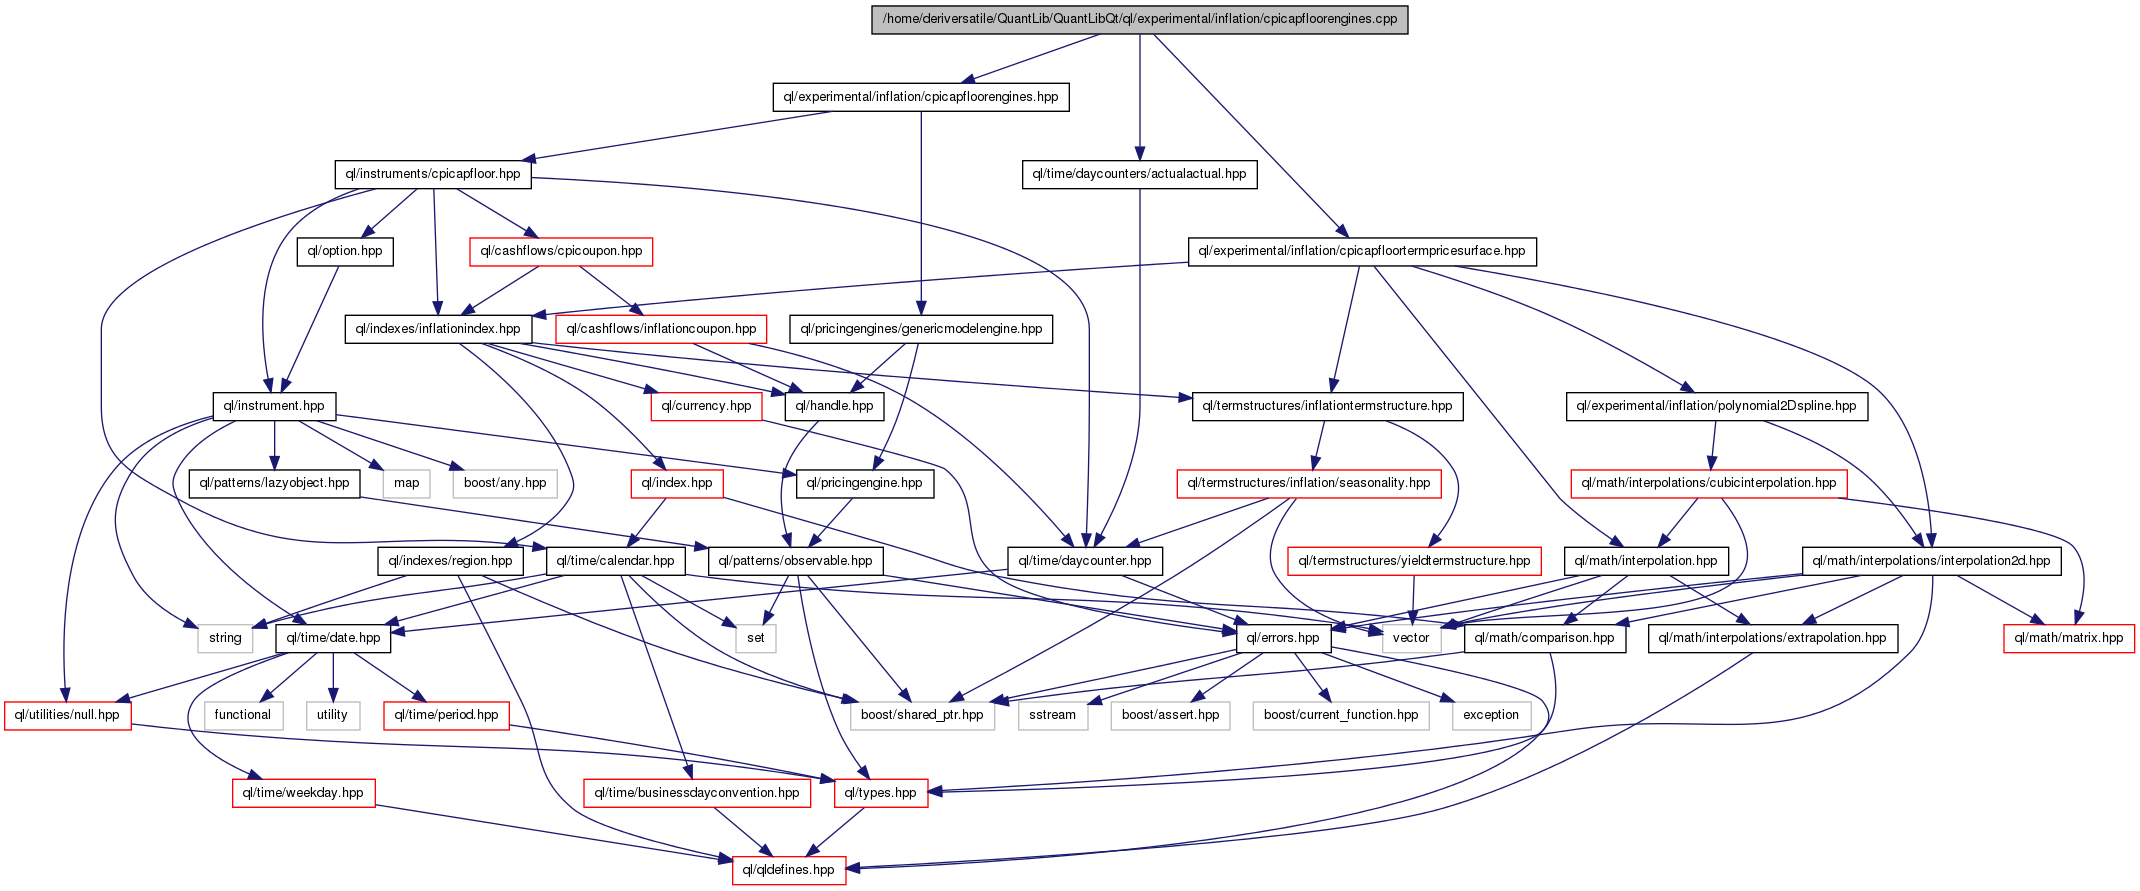 /home/deriversatile/QuantLib/QuantLibQt/ql/experimental/inflation/cpicapfloorengines.cpp
ql/experimental/inflation/cpicapfloorengines.hpp
ql/instruments/cpicapfloor.hpp
ql/time/daycounters/actualactual.hpp
ql/option.hpp
ql/cashflows/cpicoupon.hpp
ql/experimental/inflation/cpicapfloortermpricesurface.hpp
ql/indexes/inflationindex.hpp
ql/cashflows/inflationcoupon.hpp
ql/pricingengines/genericmodelengine.hpp
ql/instrument.hpp
ql/currency.hpp
ql/handle.hpp
ql/termstructures/inflationtermstructure.hpp
ql/experimental/inflation/polynomial2Dspline.hpp
ql/patterns/lazyobject.hpp
map
boost/any.hpp
ql/index.hpp
ql/pricingengine.hpp
ql/termstructures/inflation/seasonality.hpp
ql/math/interpolations/cubicinterpolation.hpp
ql/indexes/region.hpp
ql/time/calendar.hpp
ql/patterns/observable.hpp
ql/time/daycounter.hpp
ql/termstructures/yieldtermstructure.hpp
ql/math/interpolation.hpp
ql/math/interpolations/interpolation2d.hpp
string
ql/time/date.hpp
set
ql/errors.hpp
vector
ql/math/comparison.hpp
ql/math/interpolations/extrapolation.hpp
ql/math/matrix.hpp
ql/utilities/null.hpp
functional
utility
ql/time/period.hpp
boost/shared_ptr.hpp
sstream
boost/assert.hpp
boost/current_function.hpp
exception
ql/time/weekday.hpp
ql/time/businessdayconvention.hpp
ql/types.hpp
ql/qldefines.hpp